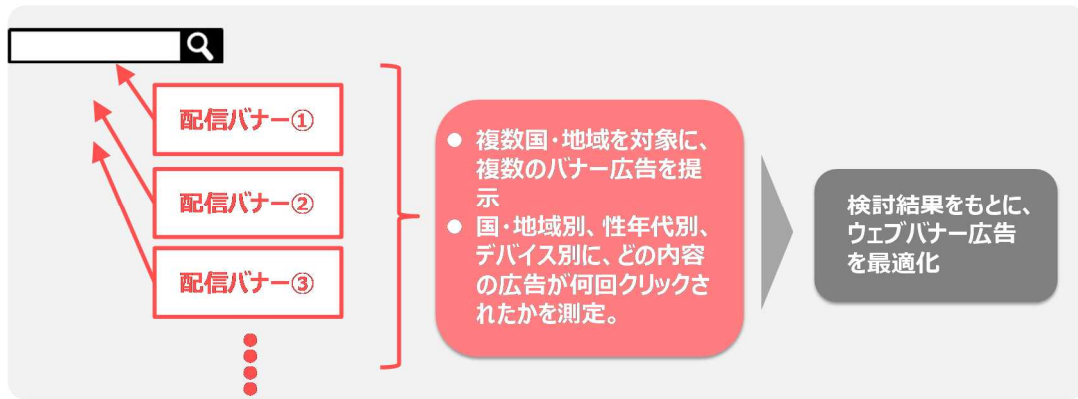 配信バナー①
配信バナー②
配信バナー③
● 複数国・地域を対象に、
複数のバナー広告を提
示
● 国・地域別、性年代別、
デバイス別に、どの内容
の広告が何回クリックさ
れたかを測定。
検討結果をもとに、
ウェブバナー広告
を最適化